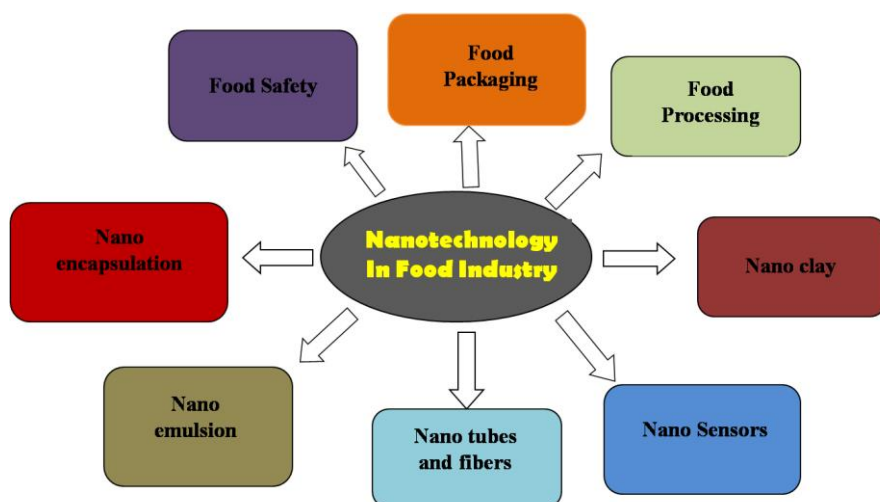 Food Safety
Food
Packaging
Food
Processing
Nano
encapsulation
Nanotechnology
In Food Industry
Nano clay
Nano
emulsion
Nano tubes
and fibers
Nano Sensors